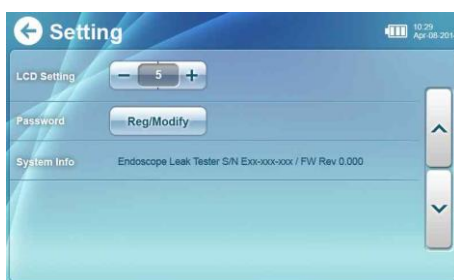 Setting
10:29
Apr-08-201
LCD Setting
− 5 +
Password
Reg/Modify
System Info
Endoscope Leak Tester S/N Exx-xxx-xxx / FW Rev 0.000